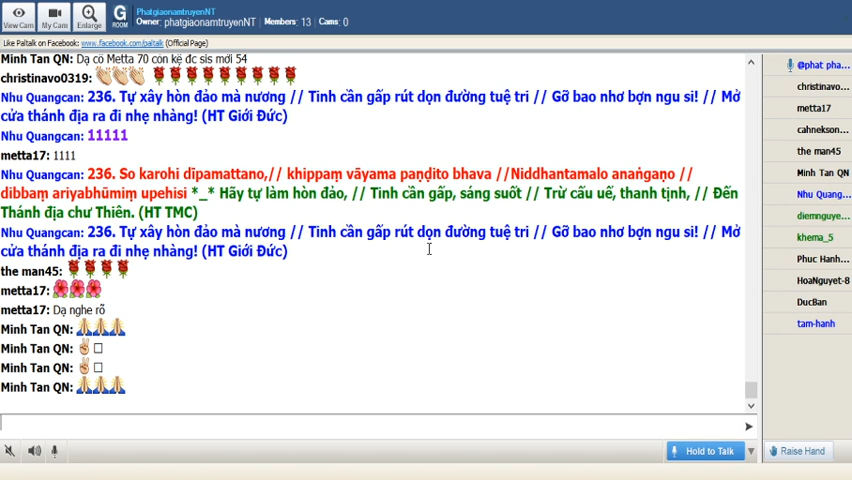 PhatgiaonamtruyenNT
Owner: phatgiaonamtruyenNT Members: 13 Cams: 0
View Cam My Cam Enlarge G ROOM
Like Paltalk on Facebook: www.facebook.com/paltalk (Official Page)
Minh Tan QN: Dạ cô Metta 70 còn kệ đc sis mới 54
christinavo0319:
Nhu Quangcan: 236. Tự xây hòn đảo mà nương // Tinh cần gấp rút dọn đường tuệ tri // Gỡ bao nhơ bợn ngu si! // Mở
cửa thánh địa ra đi nhẹ nhàng! (HT Giới Đức)
Nhu Quangcan: 11111
metta17: 1111
Nhu Quangcan: 236. So karohi dīpamattano,// khippaṃ vāyama paṇḍito bhava //Niddhantamalo anaṅgaṇo //
dibbaṃ ariyabhūmiṃ upehisi *_* Hãy tự làm hòn đảo, // Tinh cần gấp, sáng suốt // Trừ cấu uế, thanh tịnh, // Đến
Thánh địa chư Thiên. (HT TMC)
Nhu Quangcan: 236. Tự xây hòn đảo mà nương // Tinh cần gấp rút dọn đường tuệ tri // Gỡ bao nhơ bợn ngu si! // Mở
cửa thánh địa ra đi nhẹ nhàng! (HT Giới Đức)
the man45:
metta17:
metta17: Dạ nghe rõ
Minh Tan QN:
Minh Tan QN:
Minh Tan QN:
Minh Tan QN:
@phat pha...
christinavo...
metta17
cahnekson...
the man45
Minh Tan QN
Nhu Quang...
diemnguye...
khema_5
Phuc Hanh...
HoaNguyet-8
DucBan
tam-hanh
Hold to Talk
Raise Hand